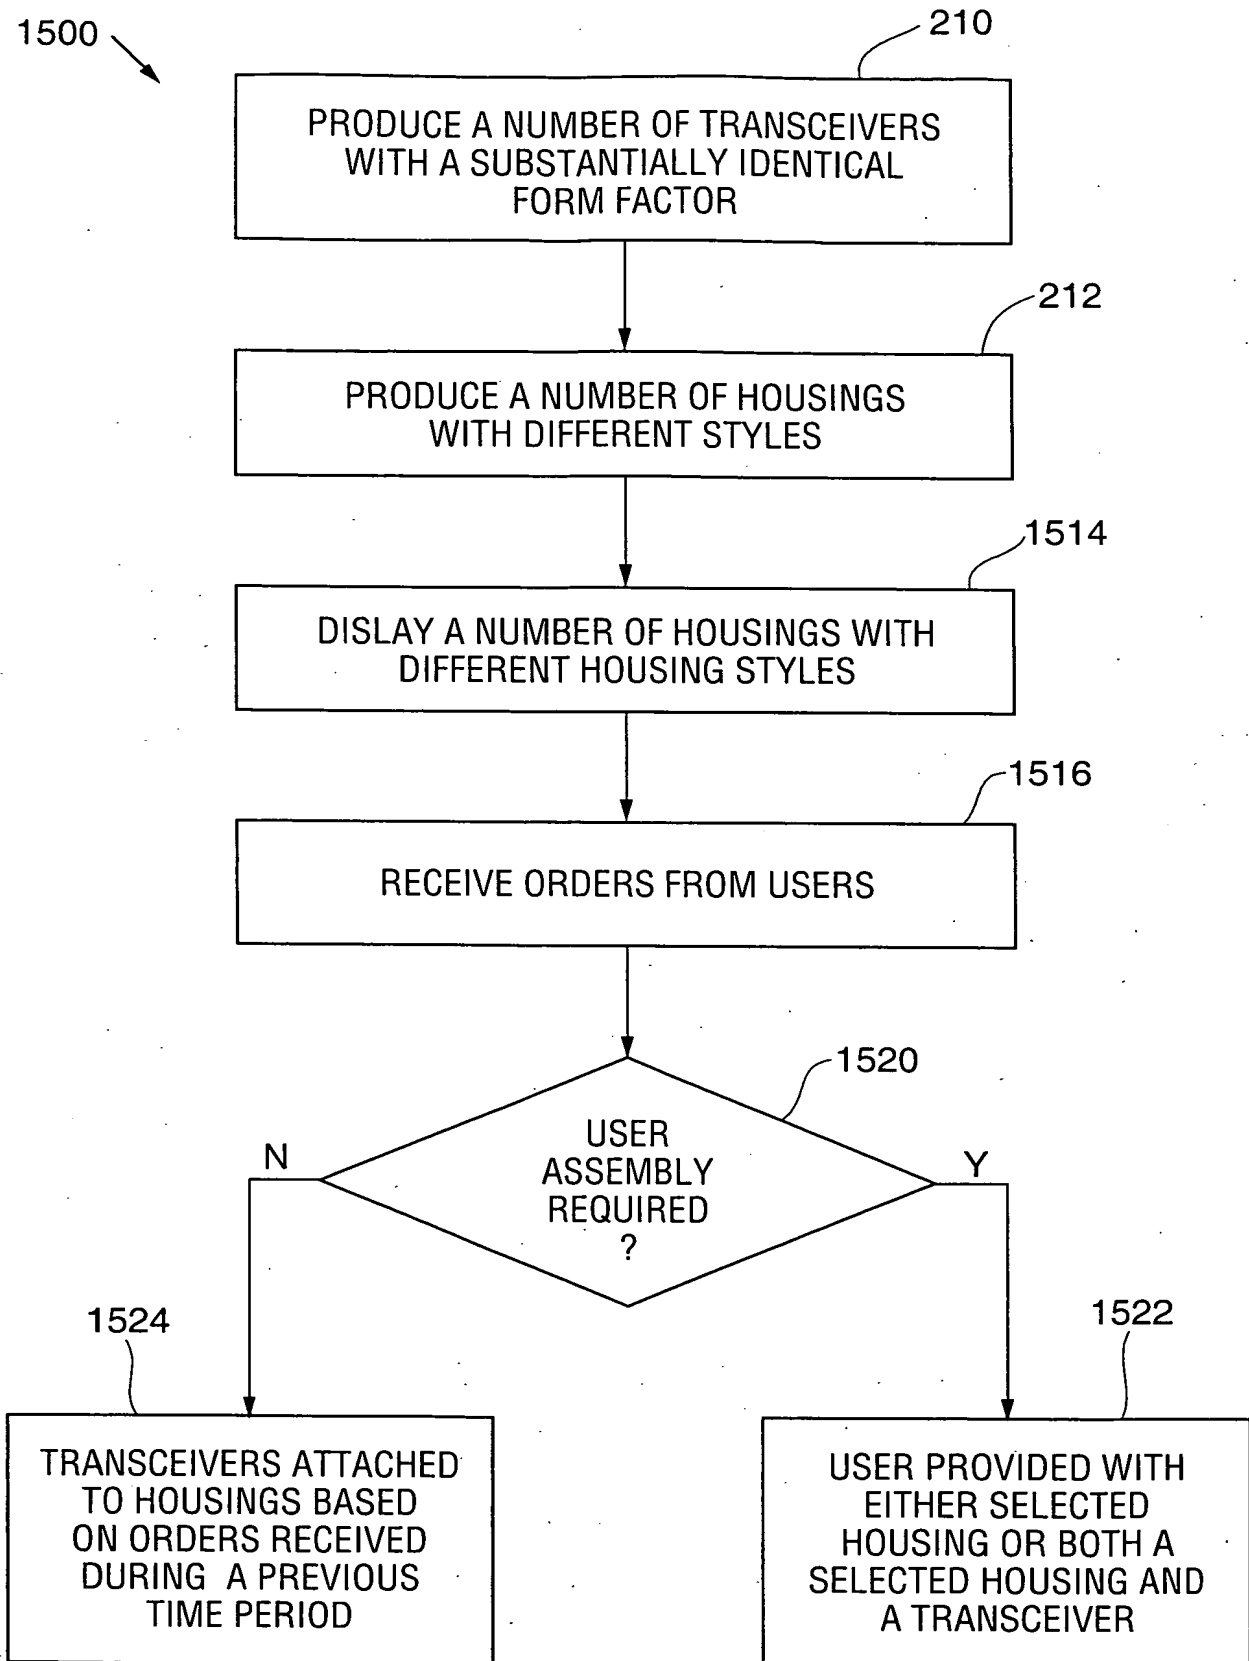 1500
210
PRODUCE A NUMBER OF TRANSCEIVERS
WITH A SUBSTANTIALLY IDENTICAL
FORM FACTOR
212
PRODUCE A NUMBER OF HOUSINGS
WITH DIFFERENT STYLES
1514
DISLAY A NUMBER OF HOUSINGS WITH
DIFFERENT HOUSING STYLES
1516
RECEIVE ORDERS FROM USERS
1520
USER
ASSEMBLY
REQUIRED
?
N
Y
1524
TRANSCEIVERS ATTACHED
TO HOUSINGS BASED
ON ORDERS RECEIVED
DURING A PREVIOUS
TIME PERIOD
1522
USER PROVIDED WITH
EITHER SELECTED
HOUSING OR BOTH A
SELECTED HOUSING AND
A TRANSCEIVER